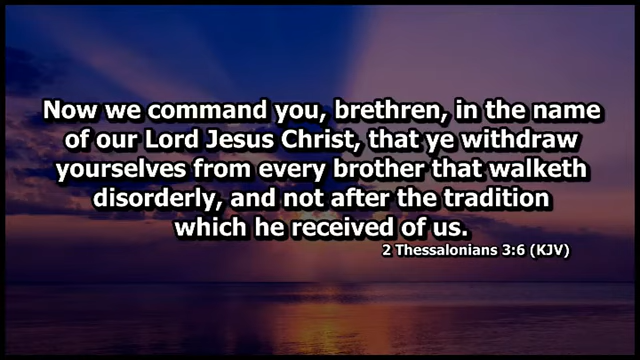 Now we command you, brethren, in the name
of our Lord Jesus Christ, that ye withdraw
yourselves from every brother that walketh
disorderly, and not after the tradition
which he received of us.
2 Thessalonians 3:6 (KJV)